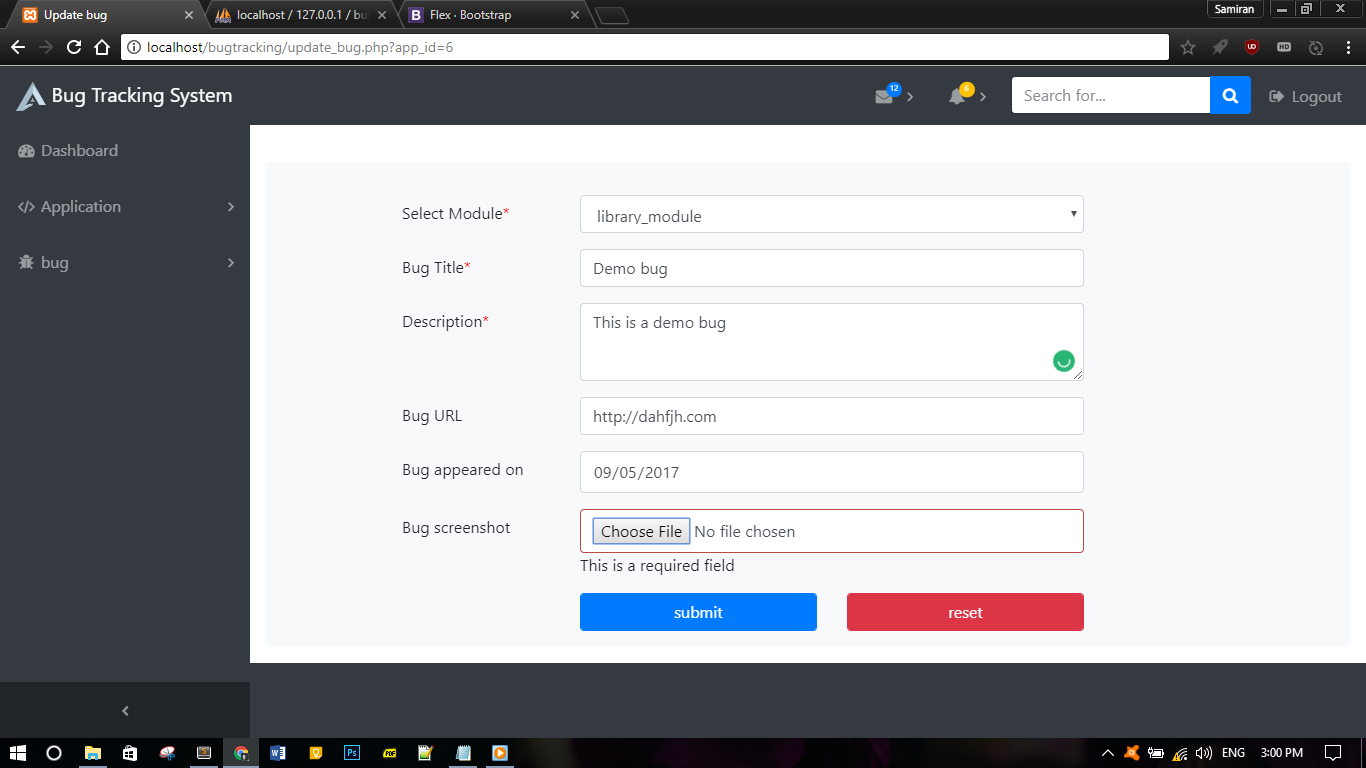 Update bug
localhost / 127.0.0.1 / bu
Flex · Bootstrap
Samiran
localhost/bugtracking/update_bug.php?app_id=6
UD
HD
Bug Tracking System
12
6
Search for...
Logout
Dashboard
Application
bug
Select Module*
library_module
Bug Title*
Demo bug
Description*
This is a demo bug
Bug URL
http://dahfjh.com
Bug appeared on
09/05/2017
Bug screenshot
Choose File No file chosen
This is a required field
submit
reset
ENG
3:00 PM